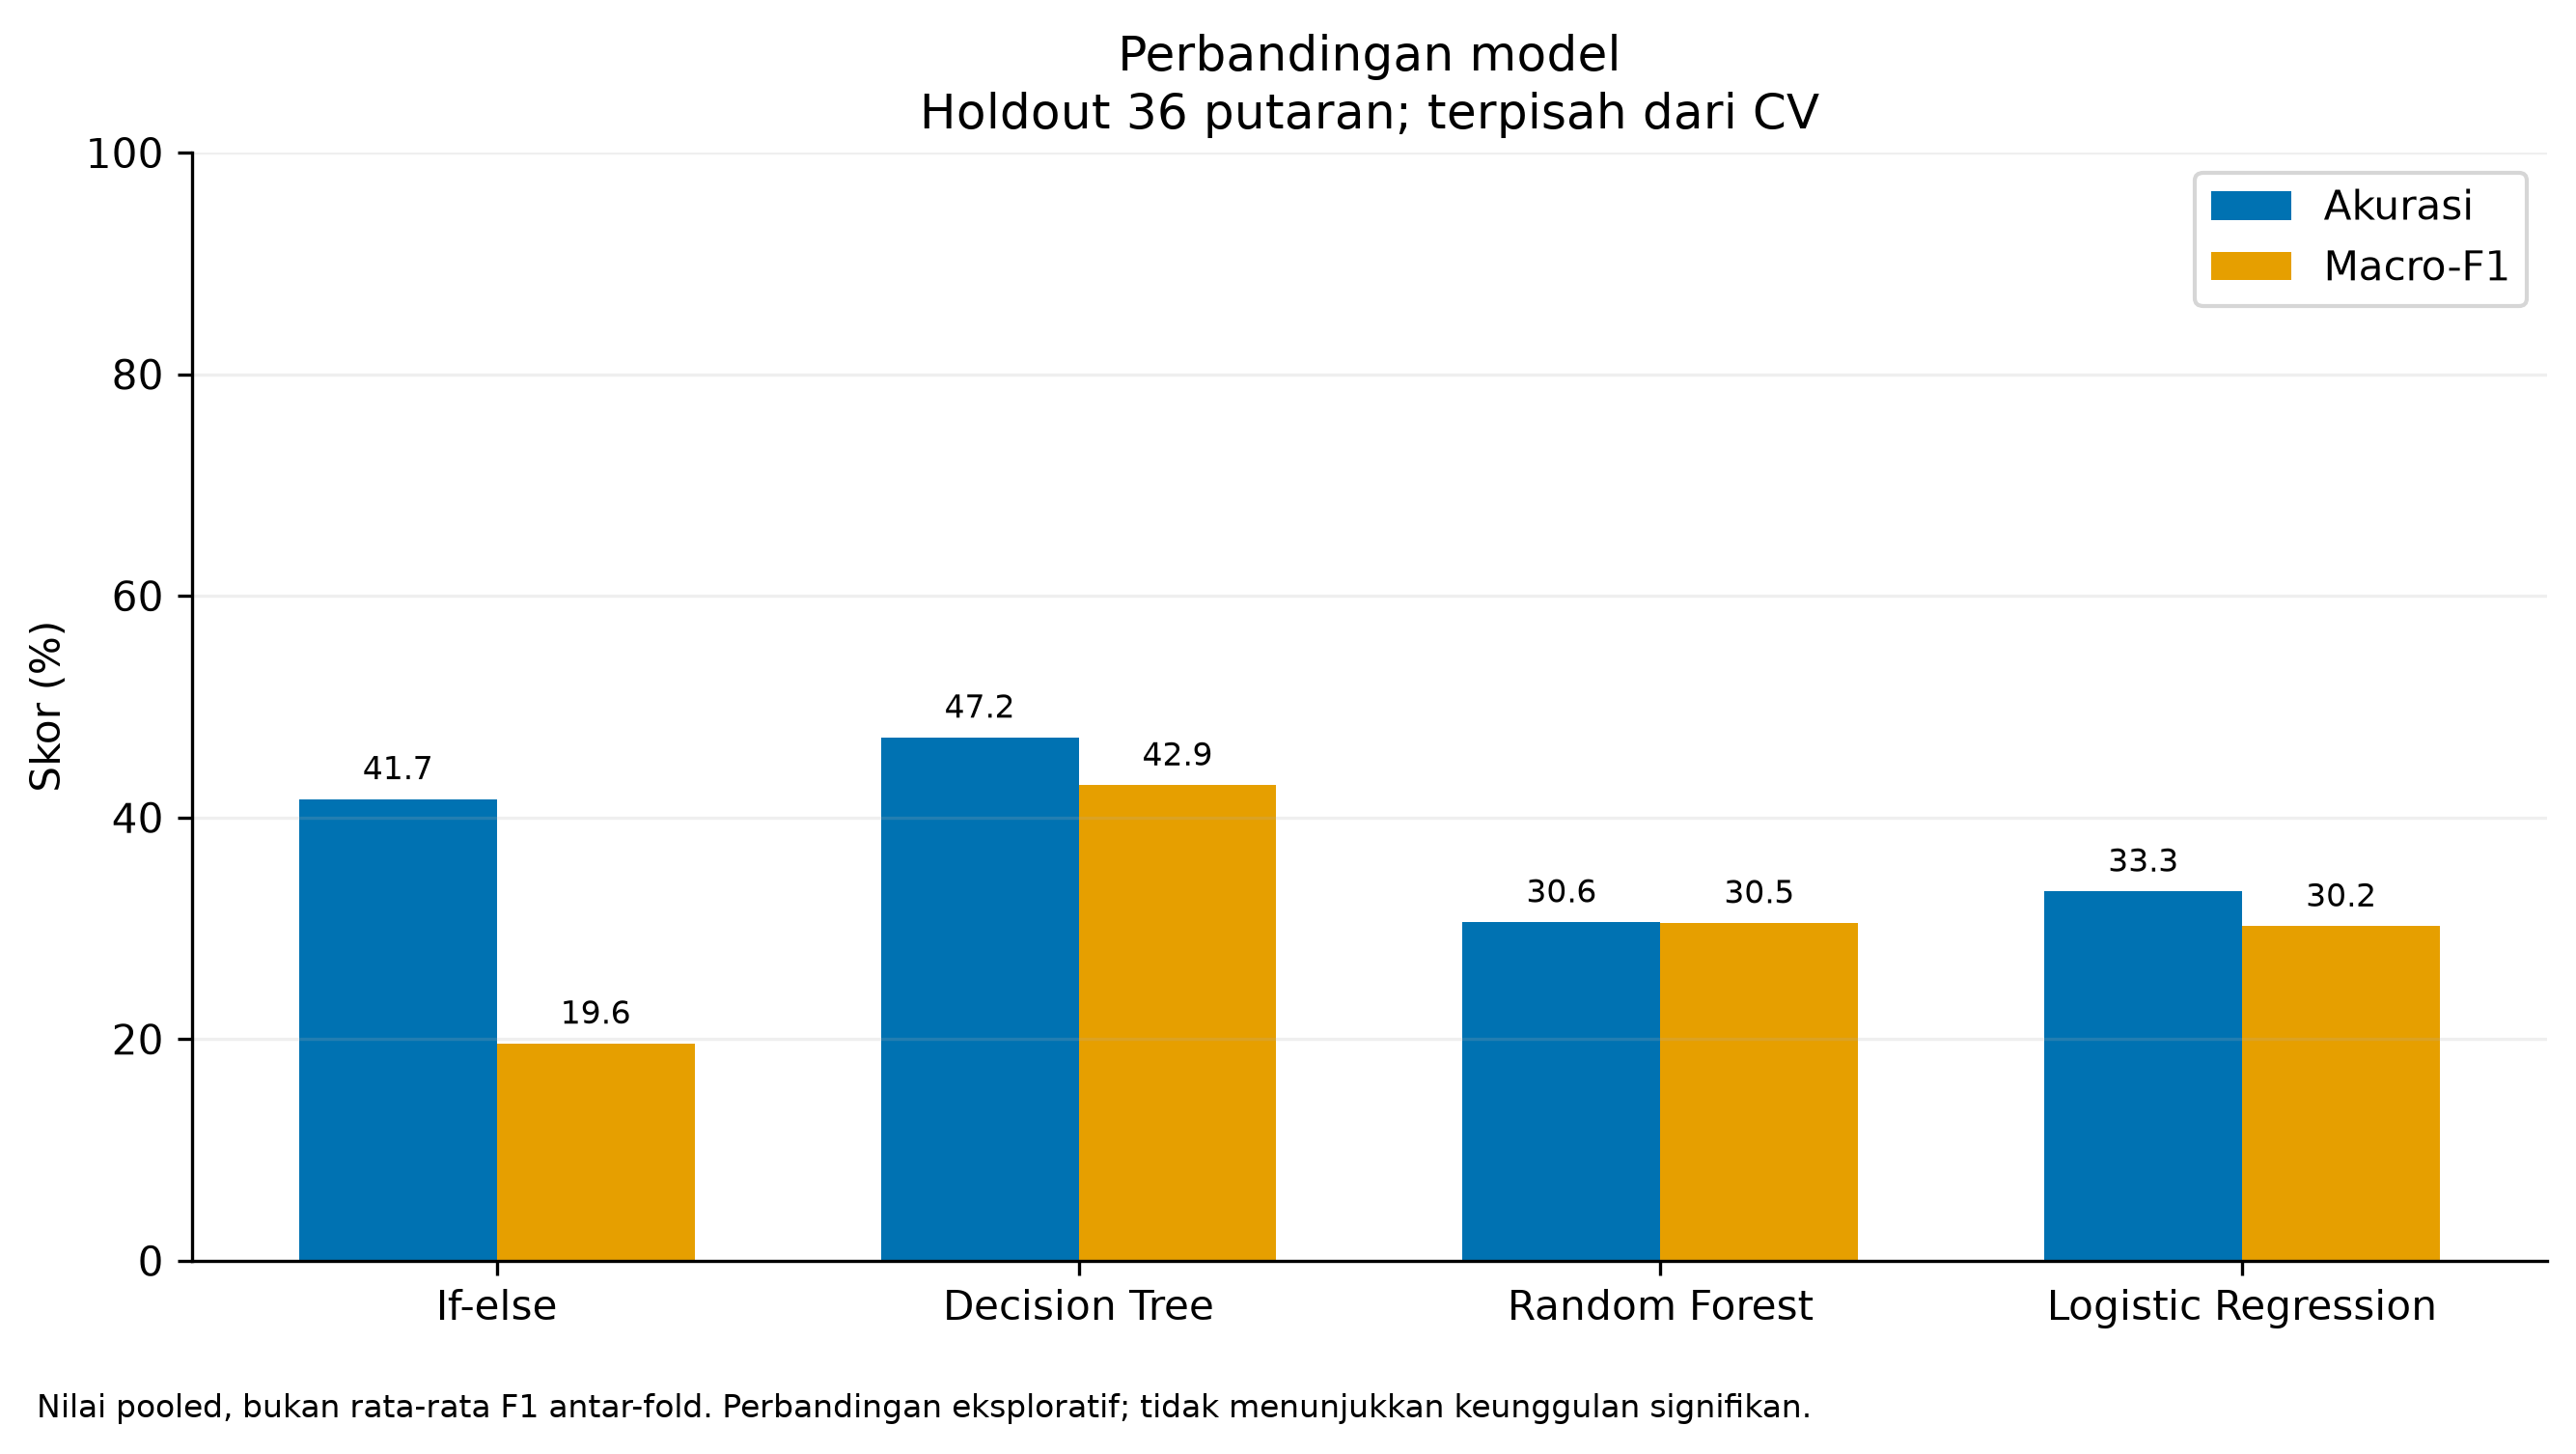 Perbandingan model
Holdout 36 putaran; terpisah dari CV
100
80
60
40
20
0
Skor (%)
Akurasi
Macro-F1
41.7
19.6
47.2
42.9
30.6
30.5
33.3
30.2
If-else
Decision Tree
Random Forest
Logistic Regression
Nilai pooled, bukan rata-rata F1 antar-fold. Perbandingan eksploratif; tidak menunjukkan keunggulan signifikan.